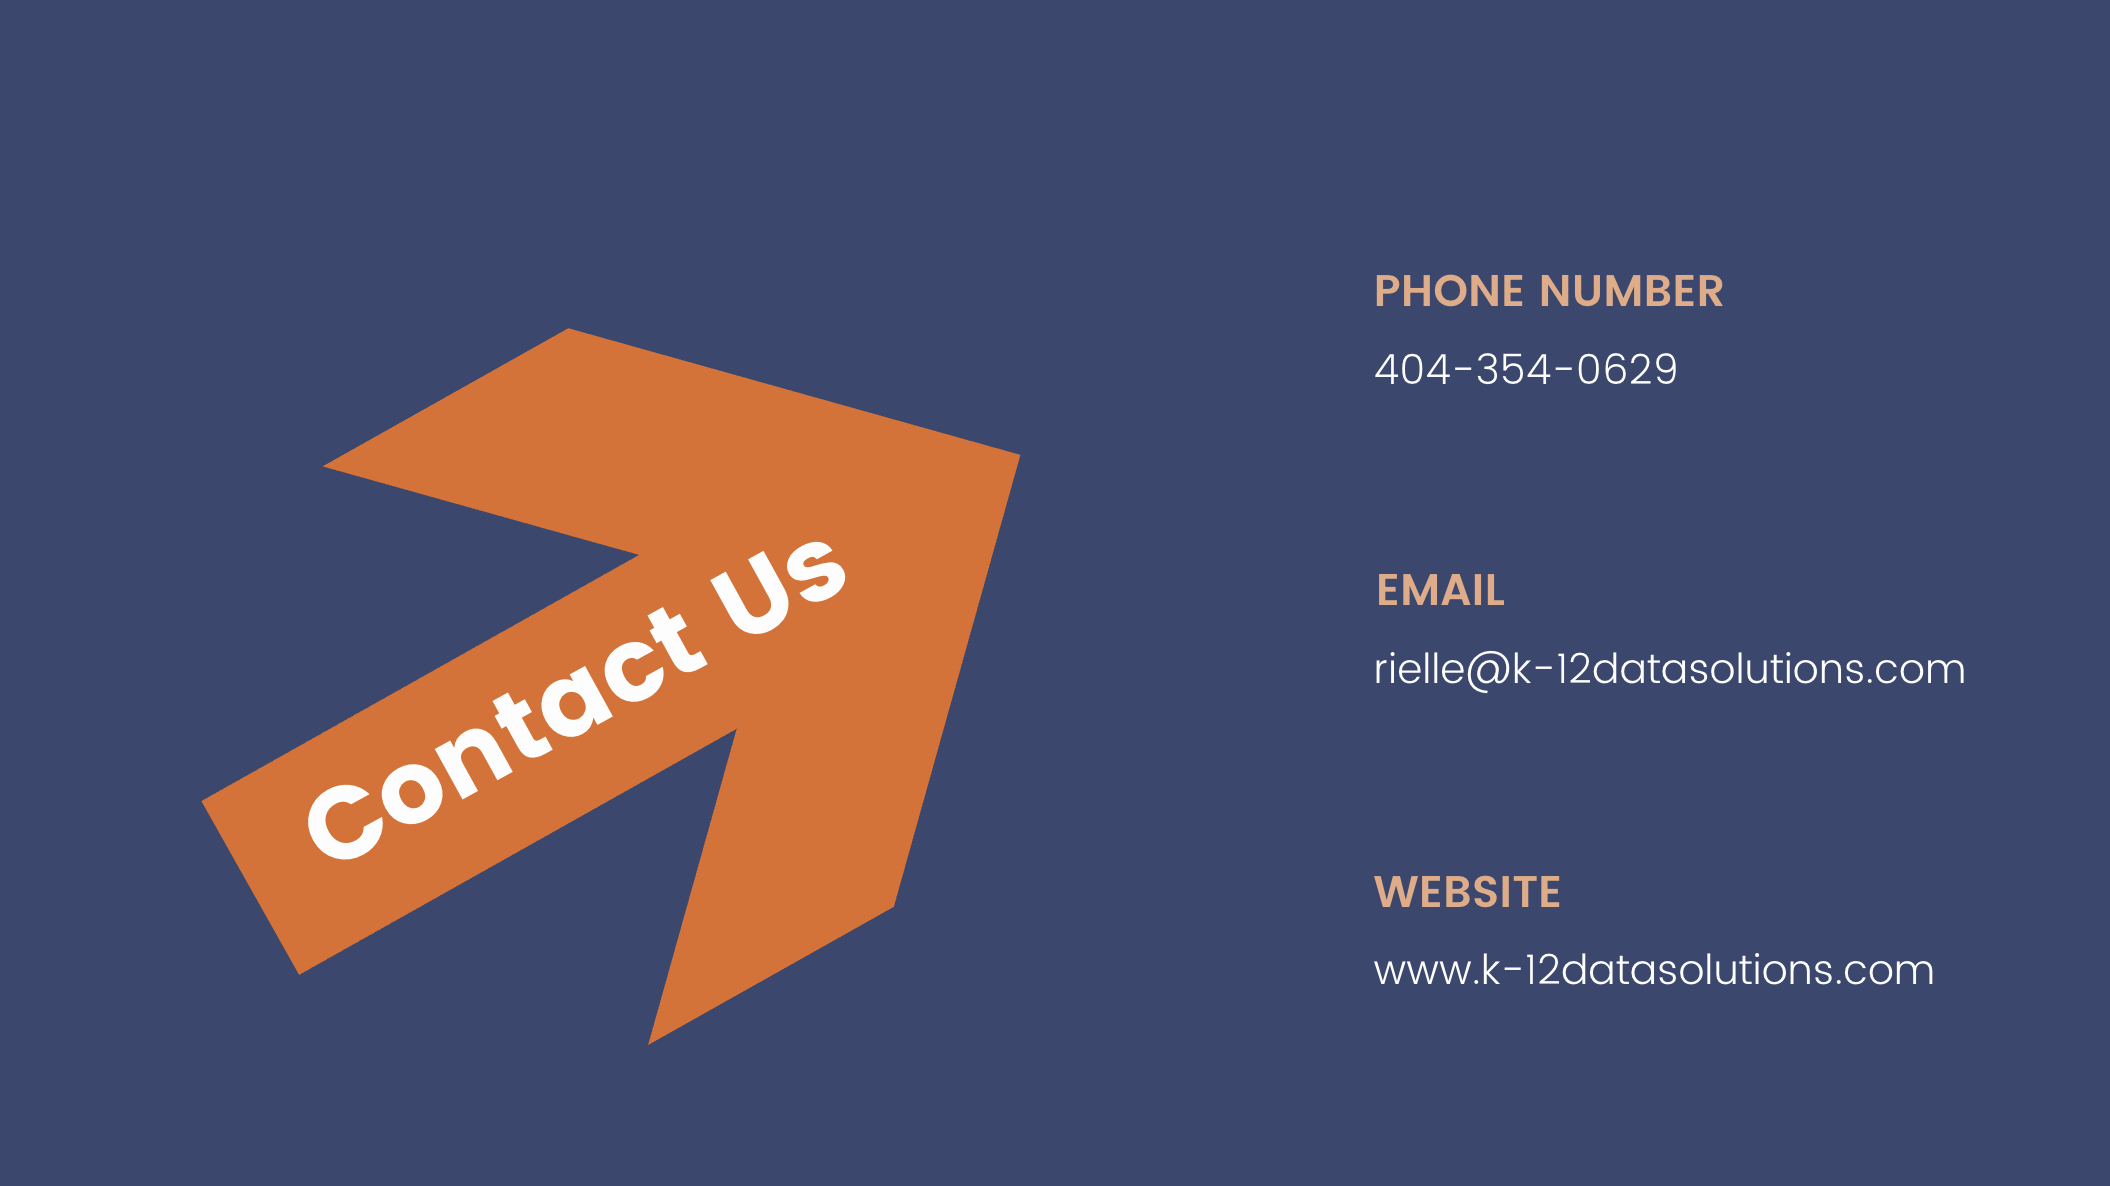 Contact Us
PHONE NUMBER
404-354-0629
EMAIL
rielle@k-12datasolutions.com
WEBSITE
www.k-12datasolutions.com